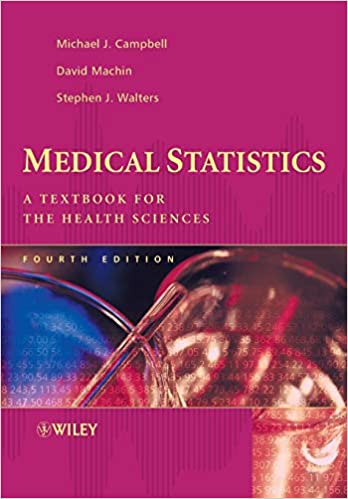 Michael J. Campbell
David Machin
Stephen J. Walters
MEDICAL STATISTICS
A TEXTBOOK FOR
THE HEALTH SCIENCES
FOURTH EDITION
WILEY